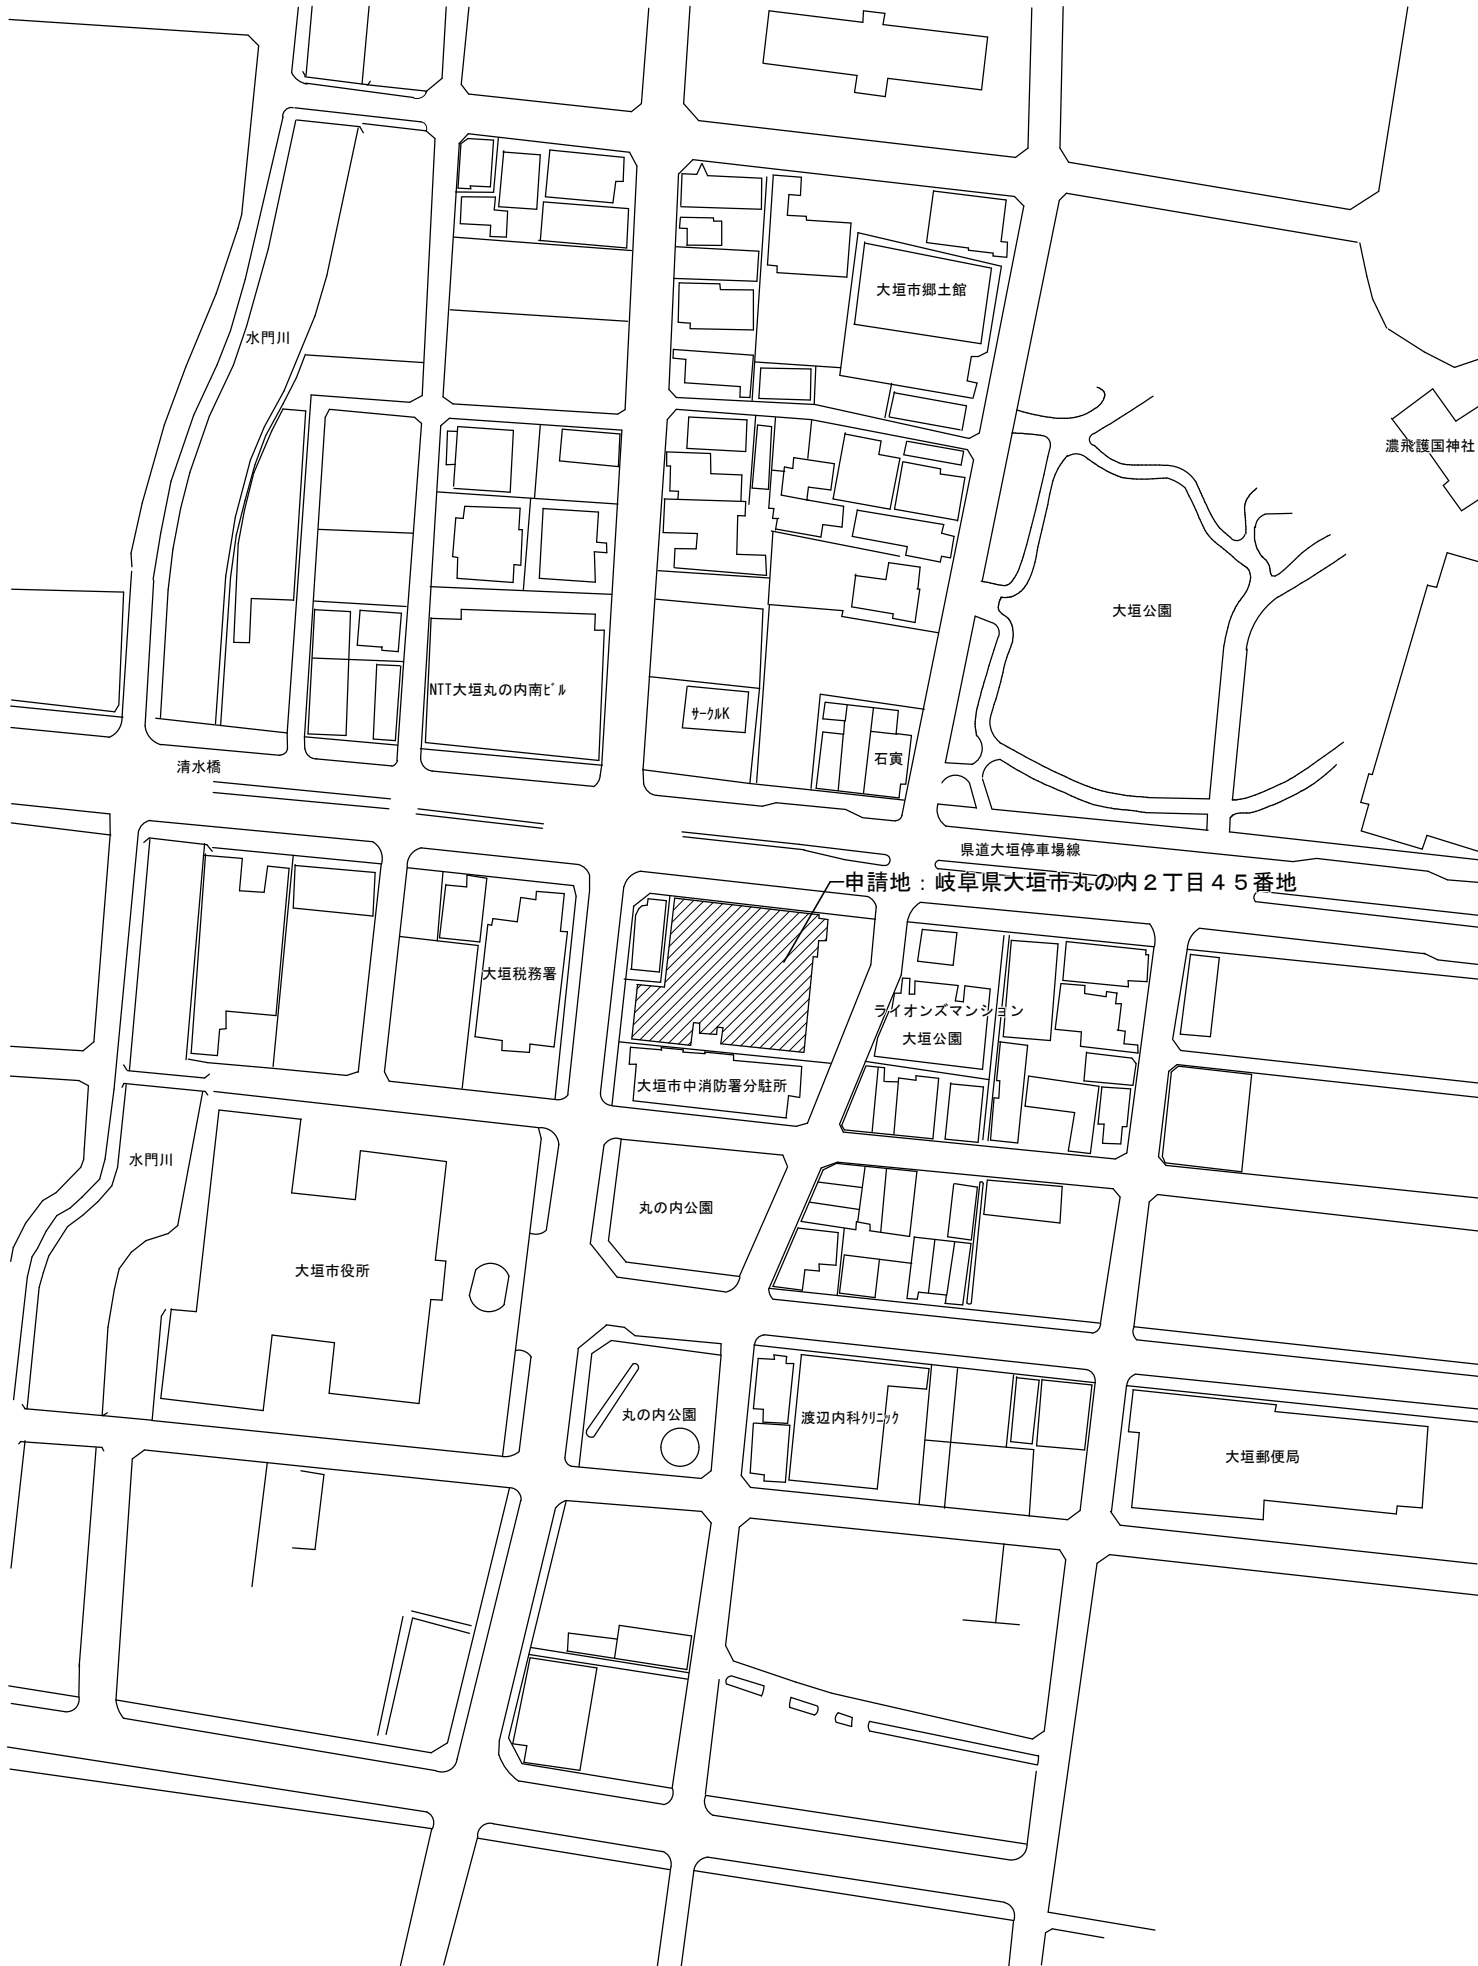 大垣市郷土館
水門川
濃飛護国神社
大垣公園
NTT大垣丸の内南ﾋﾞﾙ
ｻｰｸﾙK
石寅
清水橋
県道大垣停車場線
申請地：岐阜県大垣市丸の内２丁目４５番地
大垣税務署
ライオンズマンション
大垣公園
大垣市中消防署分駐所
水門川
丸の内公園
大垣市役所
丸の内公園
渡辺内科ｸﾘﾆｯｸ
大垣郵便局